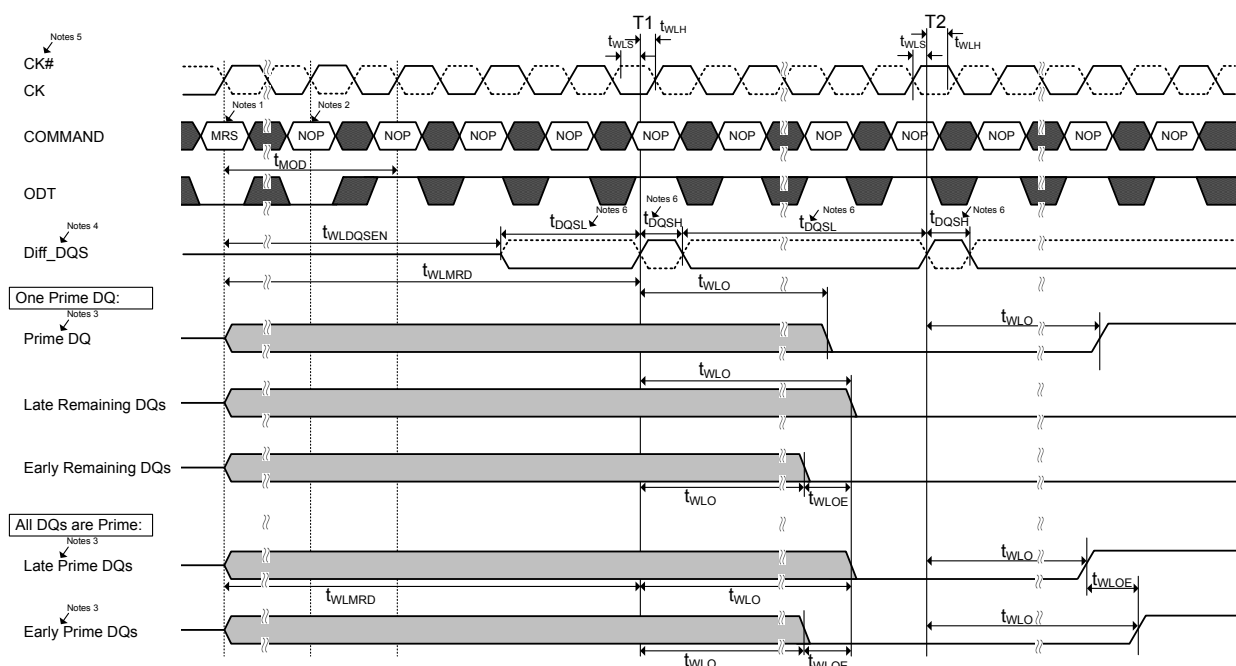 T1 T2
tWLS tWLH tWLS tWLH
Notes 5
CK#
CK
Notes 1 Notes 2
COMMAND MRS NOP NOP NOP NOP NOP NOP NOP NOP NOP NOP NOP
tMOD
ODT
Notes 6 Notes 6 Notes 6 Notes 6
tDQSL tDQSH tDQSL tDQSH
Notes 4
tWLDQSEN
Diff_DQS
tWLMRD tWLO
One Prime DQ:
Notes 3
Prime DQ tWLO
tWLO
Late Remaining DQs
Early Remaining DQs
tWLO tWLOE
All DQs are Prime:
Notes 3
Late Prime DQs tWLO
tWLOE
tWLMRD tWLO
Notes 3
Early Prime DQs tWLO
tWLO tWLOE